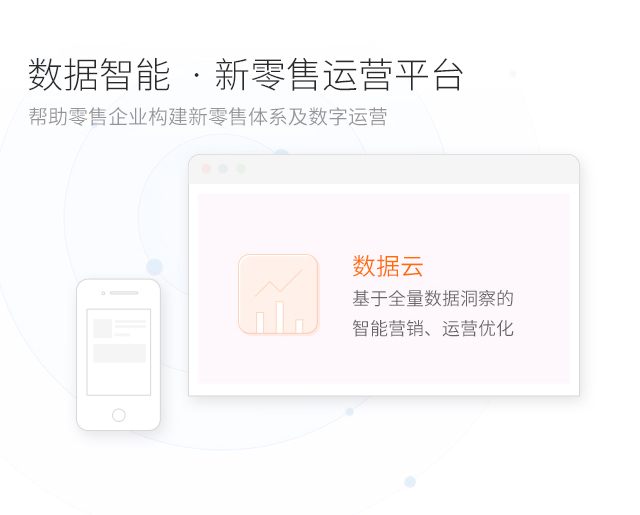 数据智能 · 新零售运营平台
帮助零售企业构建新零售体系及数字运营
数据云
基于全量数据洞察的
智能营销、运营优化